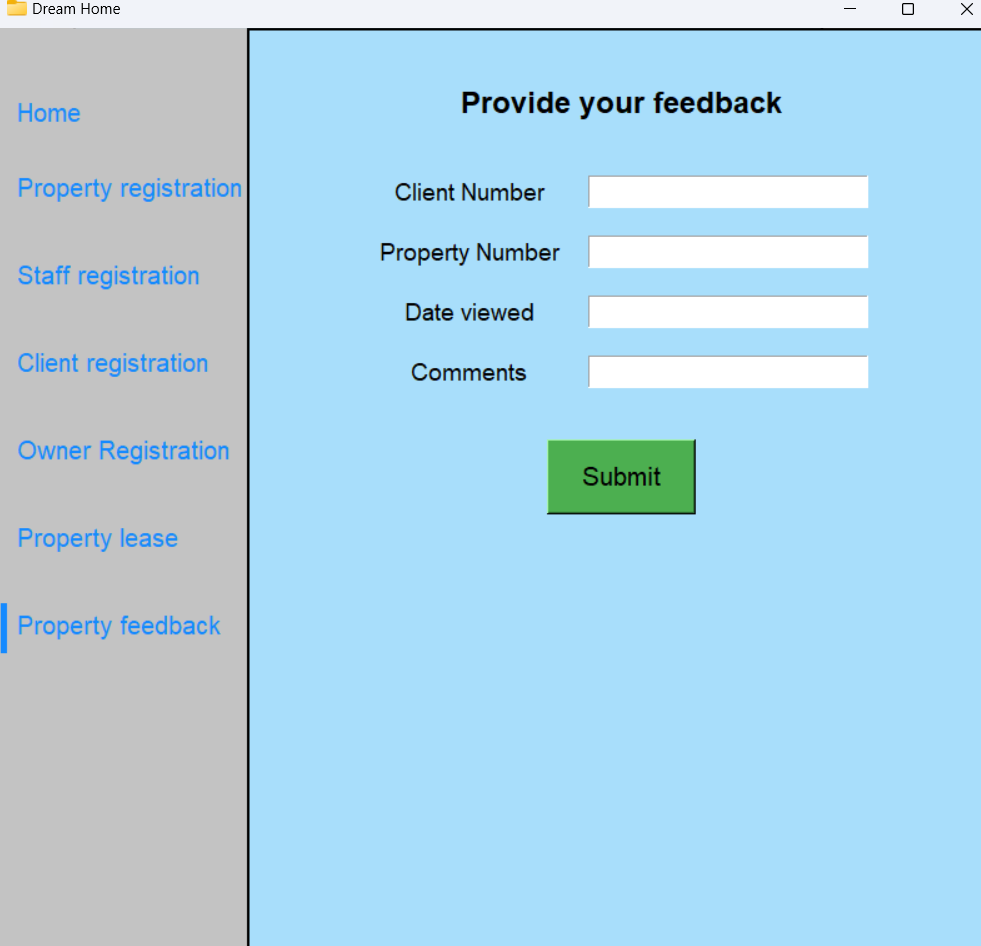 Dream Home
Home
Property registration
Staff registration
Client registration
Owner Registration
Property lease
Property feedback
Provide your feedback
Client Number
Property Number
Date viewed
Comments
Submit